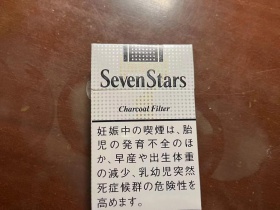 SevenStars
Charcoal Filter
妊娠中の喫煙は、胎
児の発育不全のほ
か、早産や出生体重
の減少、乳幼児突然
死症候群の危険性を
高めます。